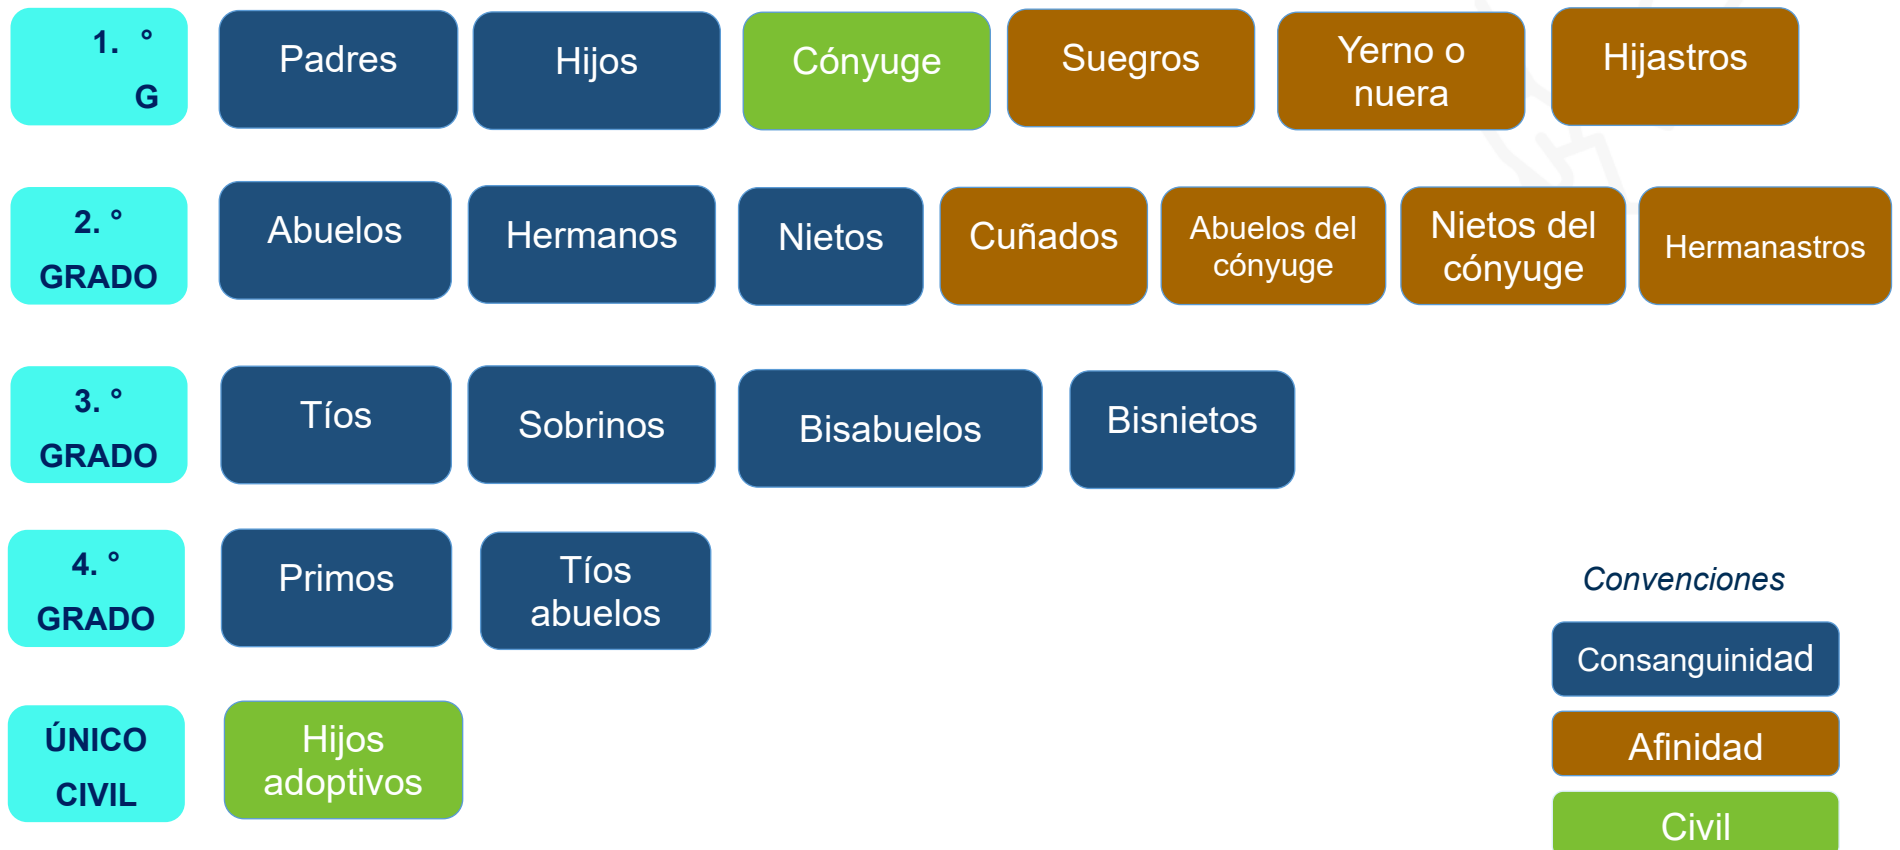 1. °
G
Padres
Hijos
Cónyuge
Suegros
Yerno o
nuera
Hijastros
2. °
GRADO
Abuelos
Hermanos
Nietos
Cuñados
Abuelos del
cónyuge
Nietos del
cónyuge
Hermanastros
3. °
GRADO
Tíos
Sobrinos
Bisabuelos
Bisnietos
4. °
GRADO
Primos
Tíos
abuelos
ÚNICO
CIVIL
Hijos
adoptivos
Convenciones
Consanguinidad
Afinidad
Civil